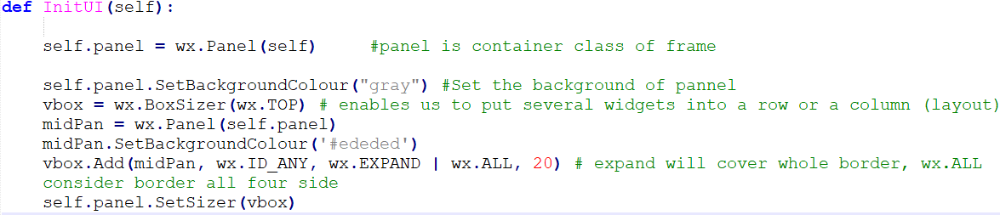 def InitUI(self):
self.panel = wx.Panel(self) #panel is container class of frame
self.panel.SetBackgroundColour("gray") #Set the background of pannel
vbox = wx.BoxSizer(wx.TOP) # enables us to put several widgets into a row or a column (layout)
midPan = wx.Panel(self.panel)
midPan.SetBackgroundColour('#ededed')
vbox.Add(midPan, wx.ID_ANY, wx.EXPAND | wx.ALL, 20) # expand will cover whole border, wx.ALL
consider border all four side
self.panel.SetSizer(vbox)